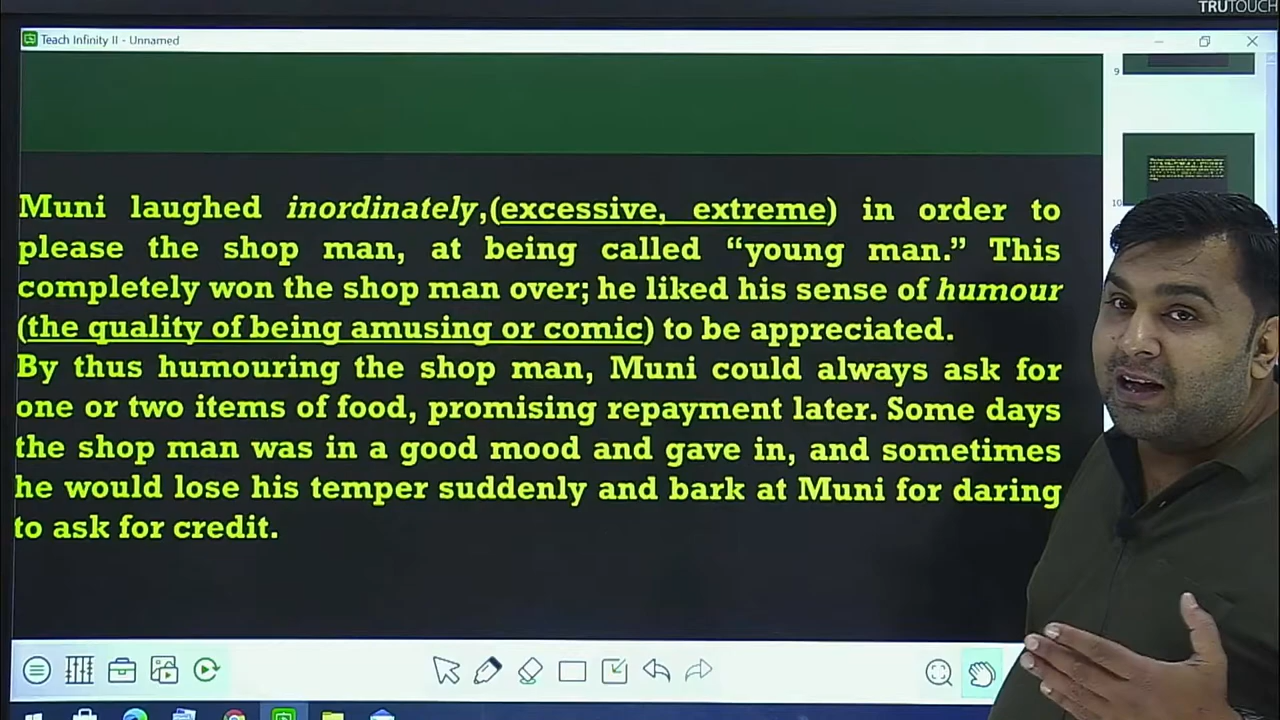 TRUTOUCH
Teach Infinity II - Unnamed
9
10
Muni laughed inordinately,(excessive, extreme) in order to
please the shop man, at being called “young man.” This
completely won the shop man over; he liked his sense of humour
(the quality of being amusing or comic) to be appreciated.
By thus humouring the shop man, Muni could always ask for
one or two items of food, promising repayment later. Some days
the shop man was in a good mood and gave in, and sometimes
he would lose his temper suddenly and bark at Muni for daring
to ask for credit.